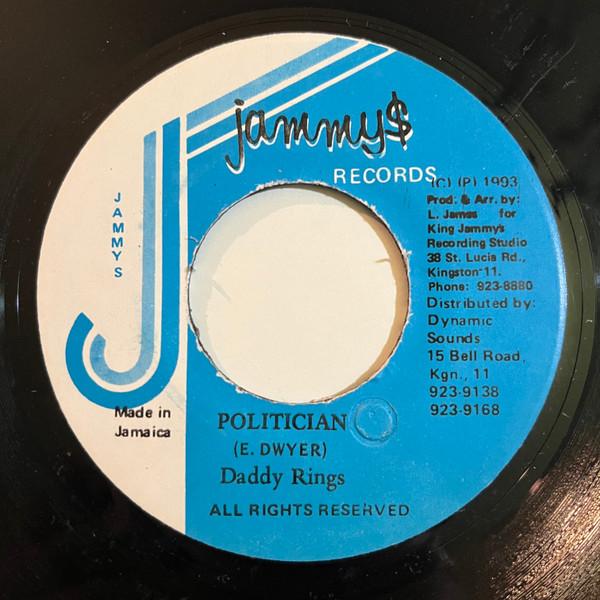 jammy$
RECORDS
JAMMYS
(C) (P) 1993
Prod: & Arr. by:
L. James for
King Jammy's
Recording Studio
38 St. Lucia Rd.,
Kingston 11.
Phone: 923-8880
Distributed by:
Dynamic
Sounds
15 Bell Road,
Kgn., 11
923-9138
923-9168
Made in
Jamaica
POLITICIAN
(E. DWYER)
Daddy Rings
ALL RIGHTS RESERVED